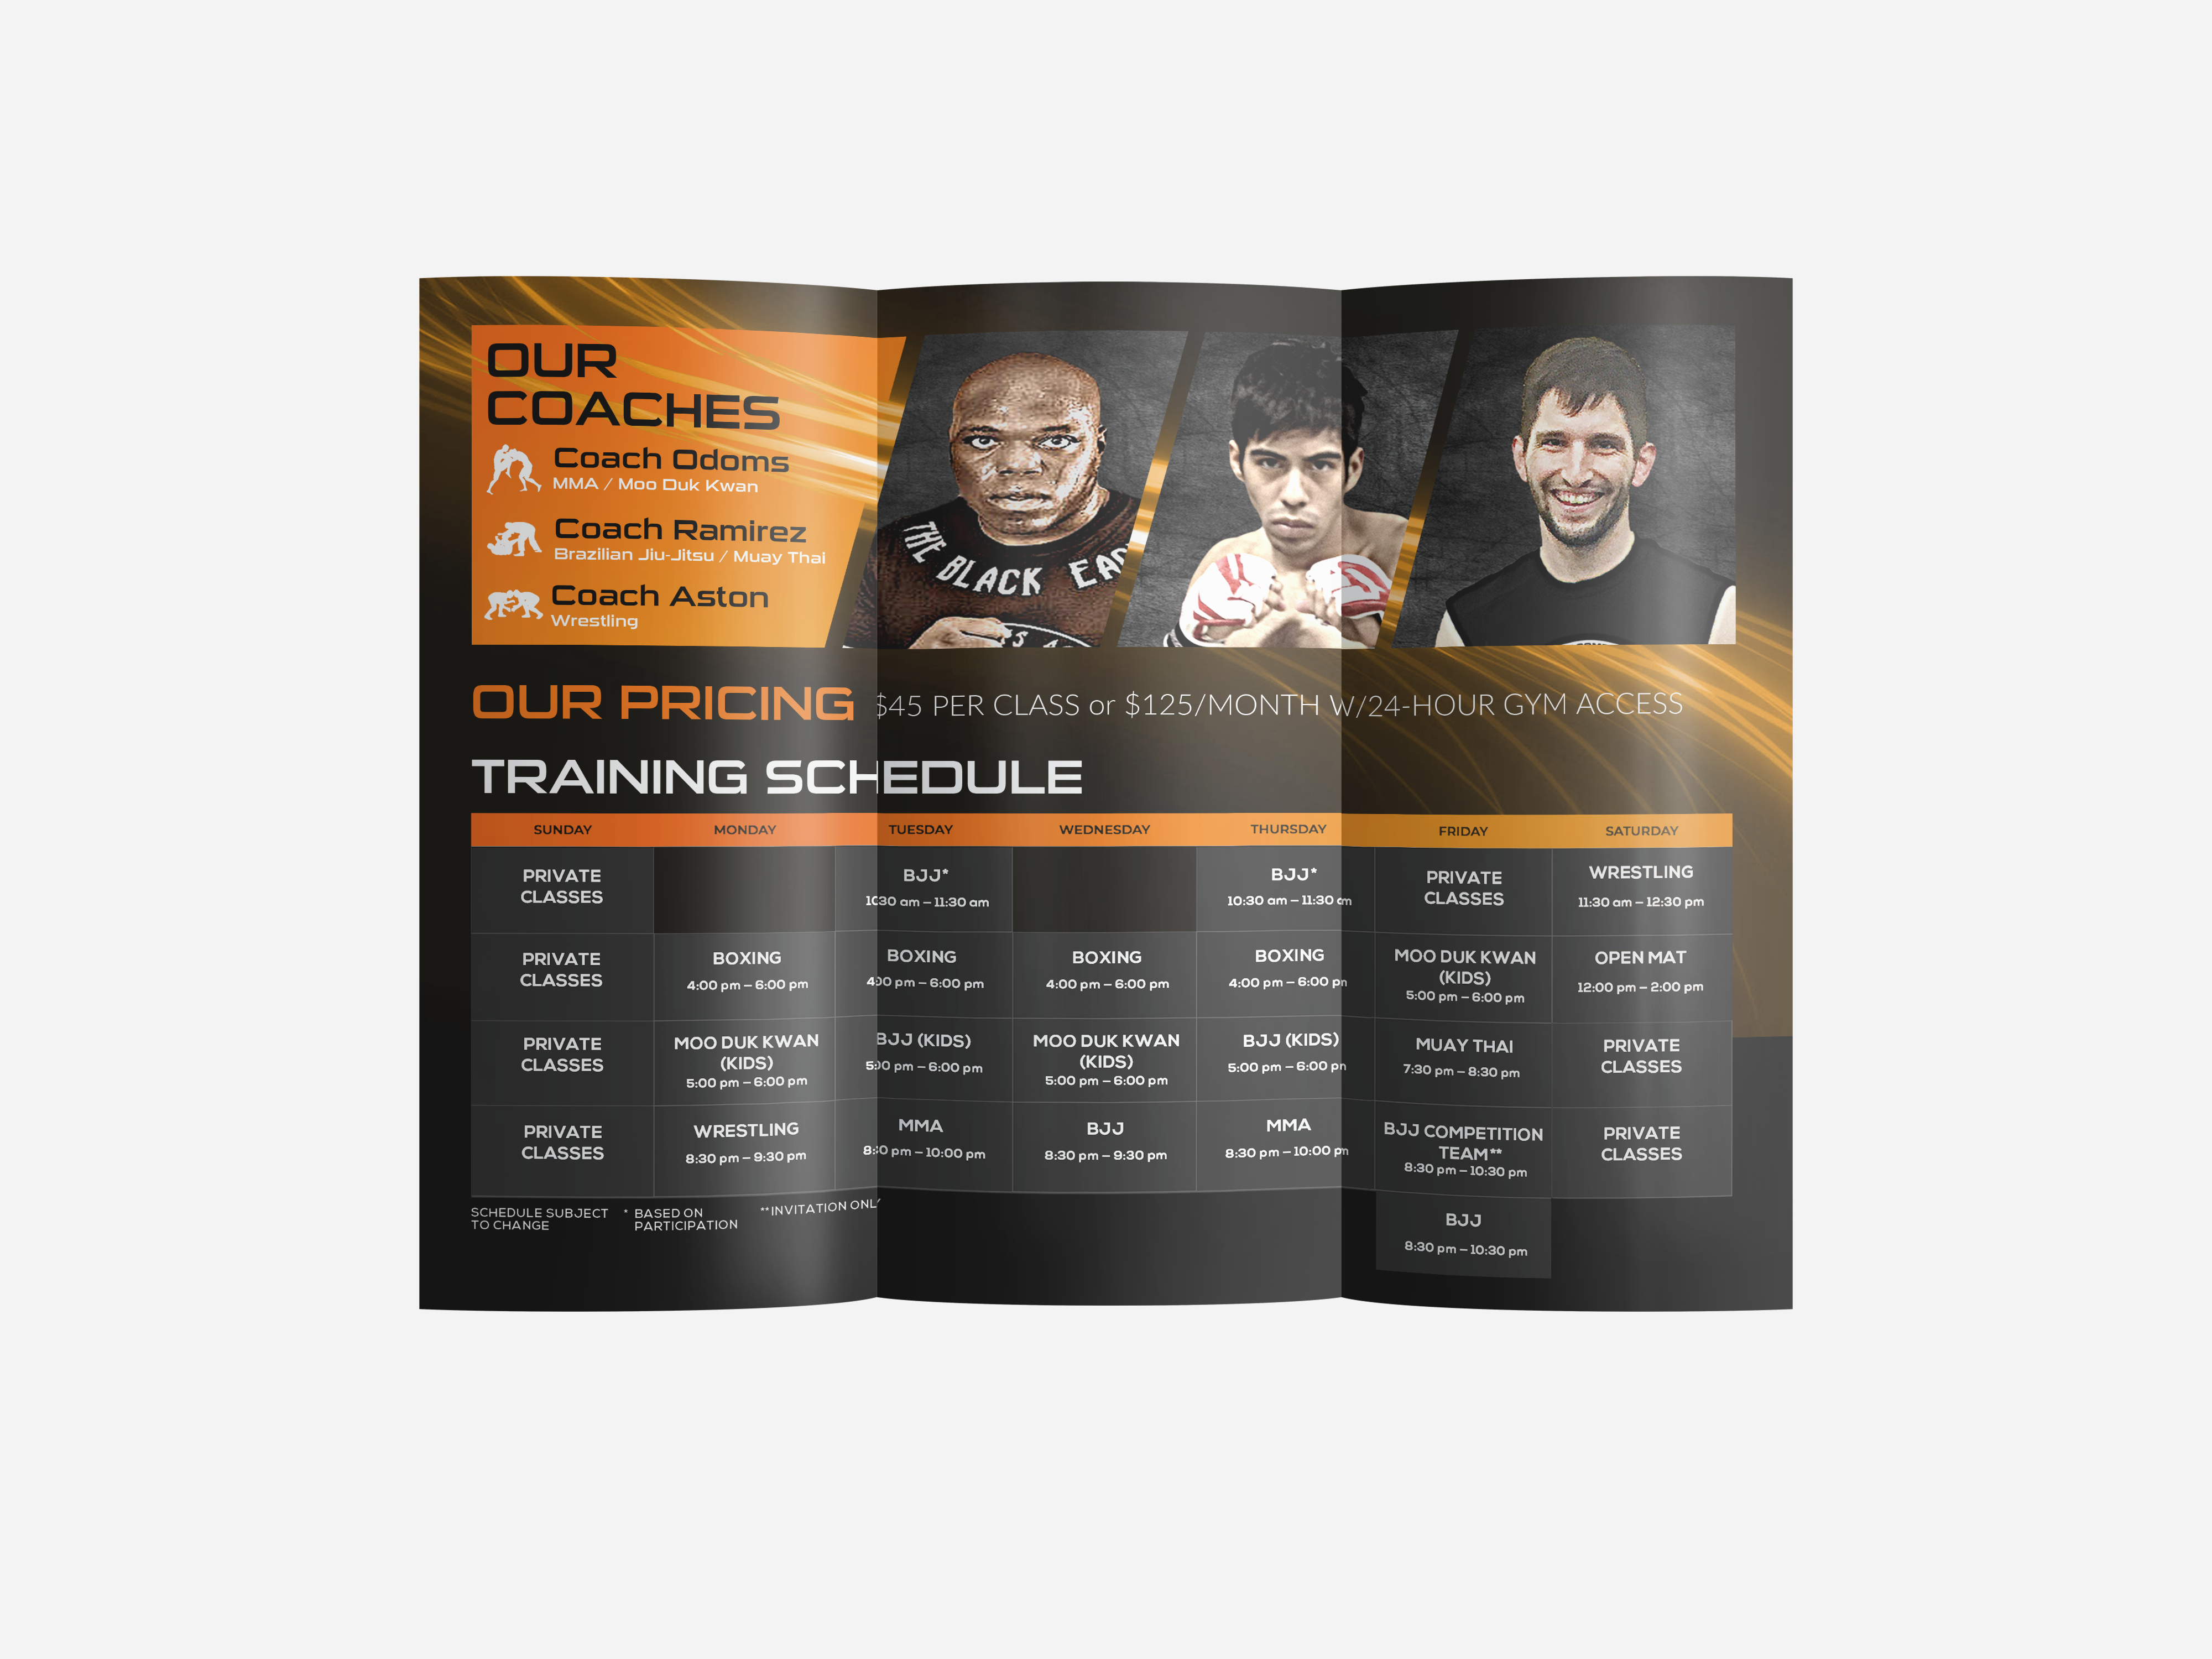 OUR
COACHES
Coach Odoms
MMA / Moo Duk Kwan
Coach Ramirez
Brazilian Jiu-Jitsu / Muay Thai
Coach Aston
Wrestling
THE BLACK
OUR PRICING $45 PER CLASS or $125/MONTH W/24-HOUR GYM ACCESS
TRAINING SCHEDULE
SUNDAY MONDAY TUESDAY WEDNESDAY THURSDAY FRIDAY SATURDAY
PRIVATE
CLASSES
BJJ*
10:30 am – 11:30 am
BJJ*
10:30 am – 11:30 am
PRIVATE
CLASSES
WRESTLING
11:30 am – 12:30 pm
PRIVATE
CLASSES
BOXING
4:00 pm – 6:00 pm
BOXING
4:00 pm – 6:00 pm
BOXING
4:00 pm – 6:00 pm
BOXING
4:00 pm – 6:00 pm
MOO DUK KWAN
(KIDS)
5:00 pm – 6:00 pm
OPEN MAT
12:00 pm – 2:00 pm
PRIVATE
CLASSES
MOO DUK KWAN
(KIDS)
5:00 pm – 6:00 pm
BJJ (KIDS)
5:00 pm – 6:00 pm
MOO DUK KWAN
(KIDS)
5:00 pm – 6:00 pm
BJJ (KIDS)
5:00 pm – 6:00 pm
MUAY THAI
7:30 pm – 8:30 pm
PRIVATE
CLASSES
PRIVATE
CLASSES
WRESTLING
8:30 pm – 9:30 pm
MMA
8:30 pm – 10:00 pm
BJJ
8:30 pm – 9:30 pm
MMA
8:30 pm – 10:00 pm
BJJ COMPETITION
TEAM**
8:30 pm – 10:30 pm
PRIVATE
CLASSES
BJJ
8:30 pm – 10:30 pm
SCHEDULE SUBJECT
TO CHANGE
* BASED ON
PARTICIPATION
**INVITATION ONLY